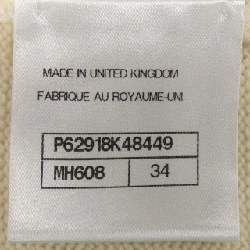 MADE IN UNITED KINGDOM
FABRIQUE AU ROYAUME-UNI
P62918K48449
MH608 34